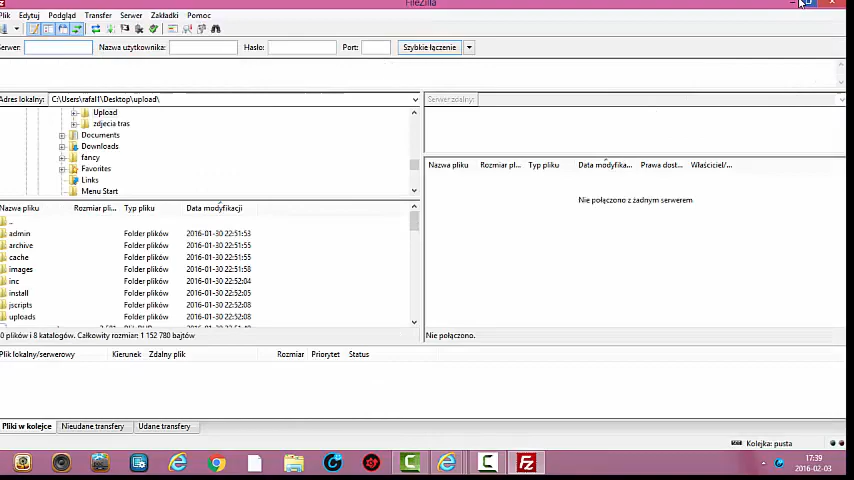 FileZilla
Plik Edytuj Podgląd Transfer Serwer Zakładki Pomoc
Serwer: Nazwa użytkownika: Hasło: Port: Szybkie łączenie
Adres lokalny: C:\Users\rafal1\Desktop\upload\ Serwer zdalny:
Upload
zdjecia tras
Documents
Downloads
fancy
Favorites
Links
Menu Start
Nazwa pliku Rozmiar pl... Typ pliku Data modyfika... Prawa dost... Właściciel/...
Nie połączono z żadnym serwerem
Nazwa pliku Rozmiar pli... Typ pliku Data modyfikacji
..
admin Folder plików 2016-01-30 22:51:53
archive Folder plików 2016-01-30 22:51:55
cache Folder plików 2016-01-30 22:51:55
images Folder plików 2016-01-30 22:51:58
inc Folder plików 2016-01-30 22:52:04
install Folder plików 2016-01-30 22:52:05
jscripts Folder plików 2016-01-30 22:52:08
uploads Folder plików 2016-01-30 22:52:08
0 plików i 8 katalogów. Całkowity rozmiar: 1 152 780 bajtów Nie połączono.
Plik lokalny/serwerowy Kierunek Zdalny plik Rozmiar Priorytet Status
Pliki w kolejce Nieudane transfery Udane transfery
Kolejka: pusta
17:39
2016-02-03